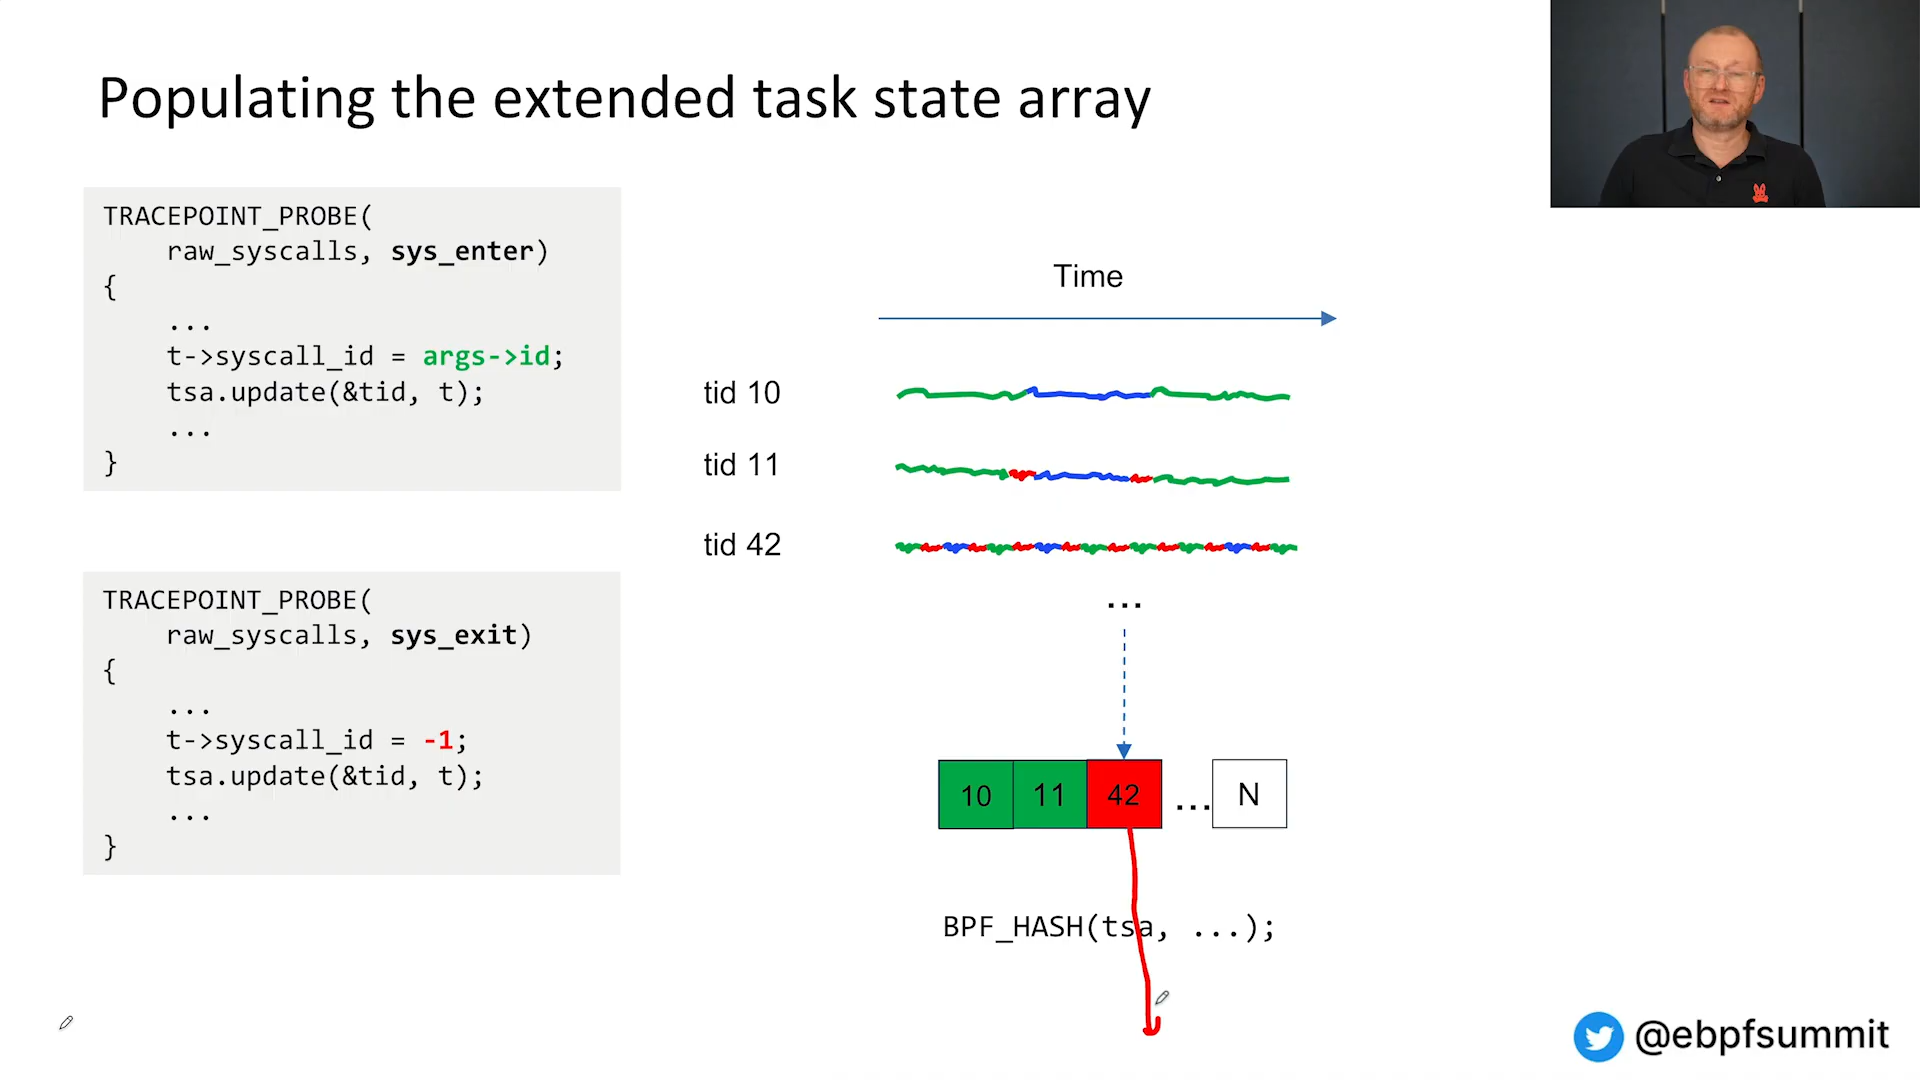 Populating the extended task state array
TRACEPOINT_PROBE(
raw_syscalls, sys_enter)
{
...
t->syscall_id = args->id;
tsa.update(&tid, t);
...
}
TRACEPOINT_PROBE(
raw_syscalls, sys_exit)
{
...
t->syscall_id = -1;
tsa.update(&tid, t);
...
}
Time
tid 10
tid 11
tid 42
...
10 11 42 ... N
BPF_HASH(tsa, ...);
@ebpfsummit